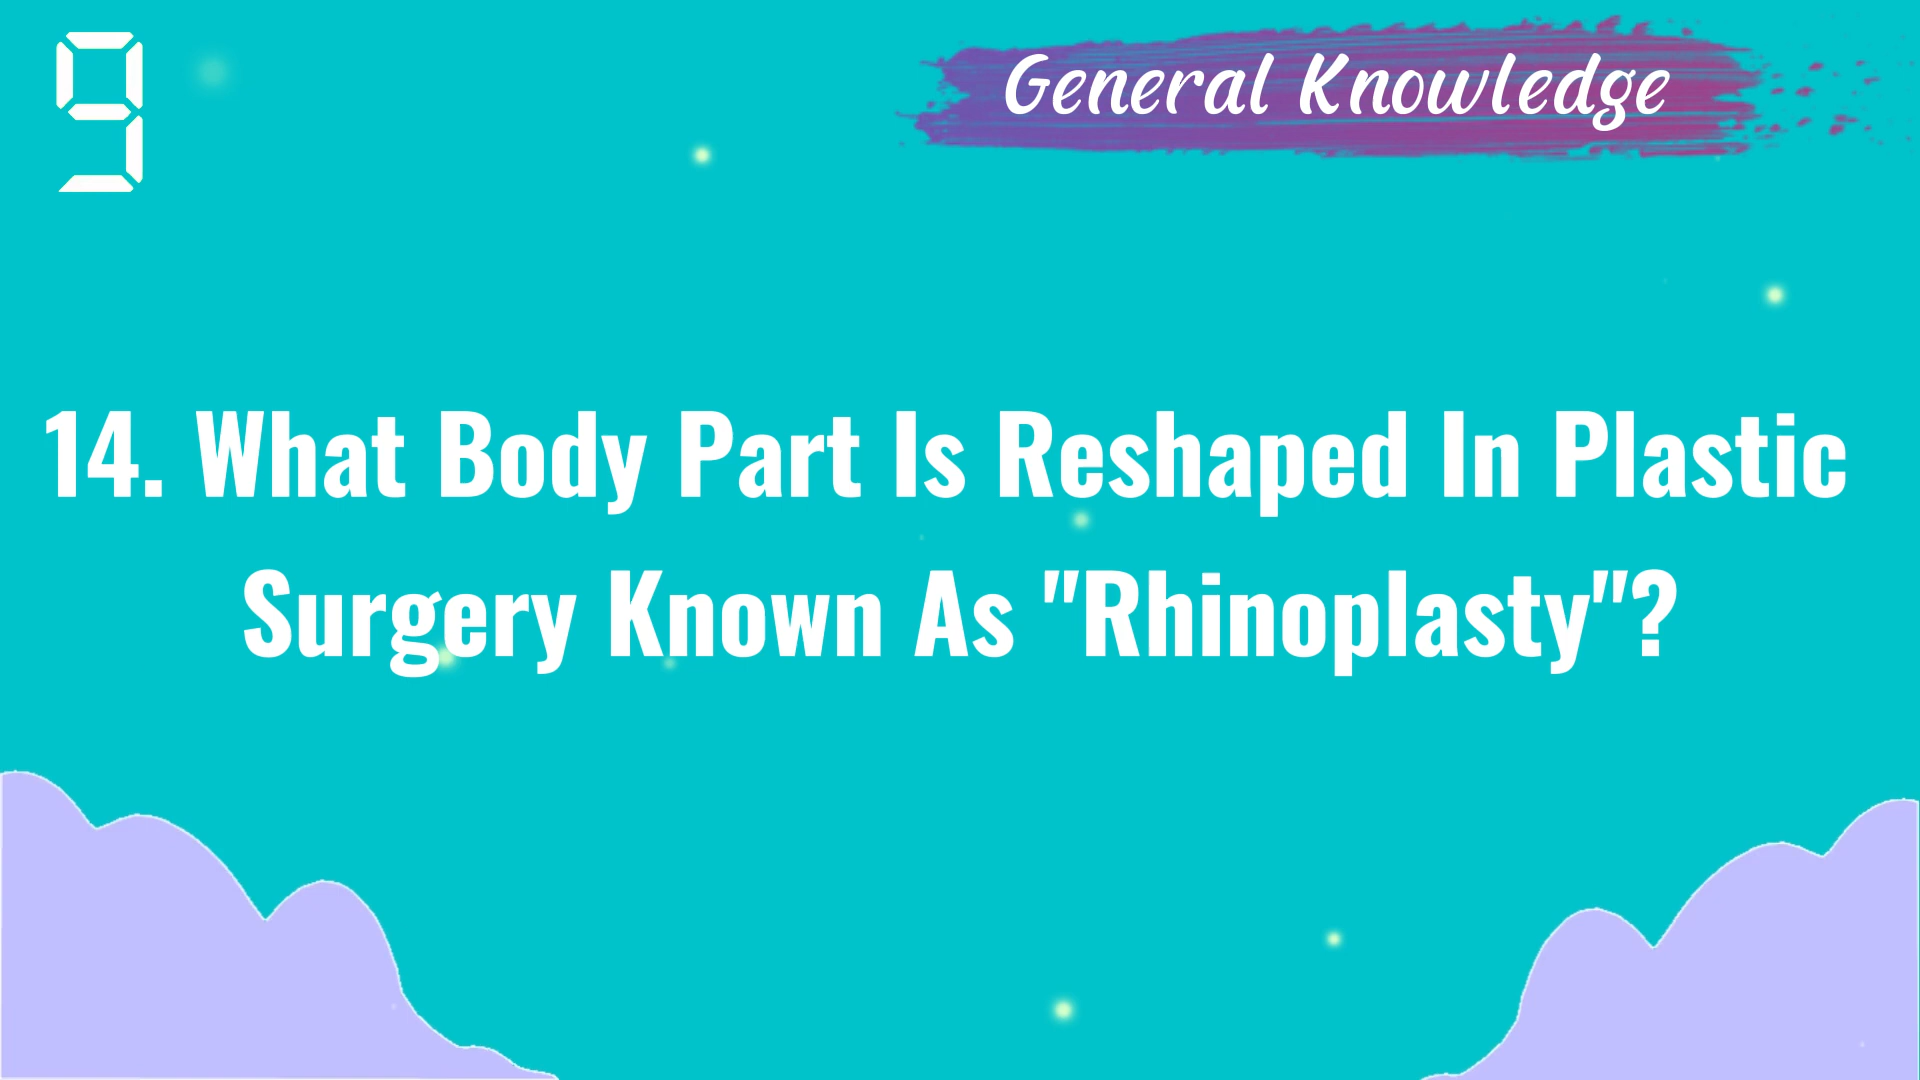 9
General Knowledge
14. What Body Part Is Reshaped In Plastic
Surgery Known As "Rhinoplasty"?